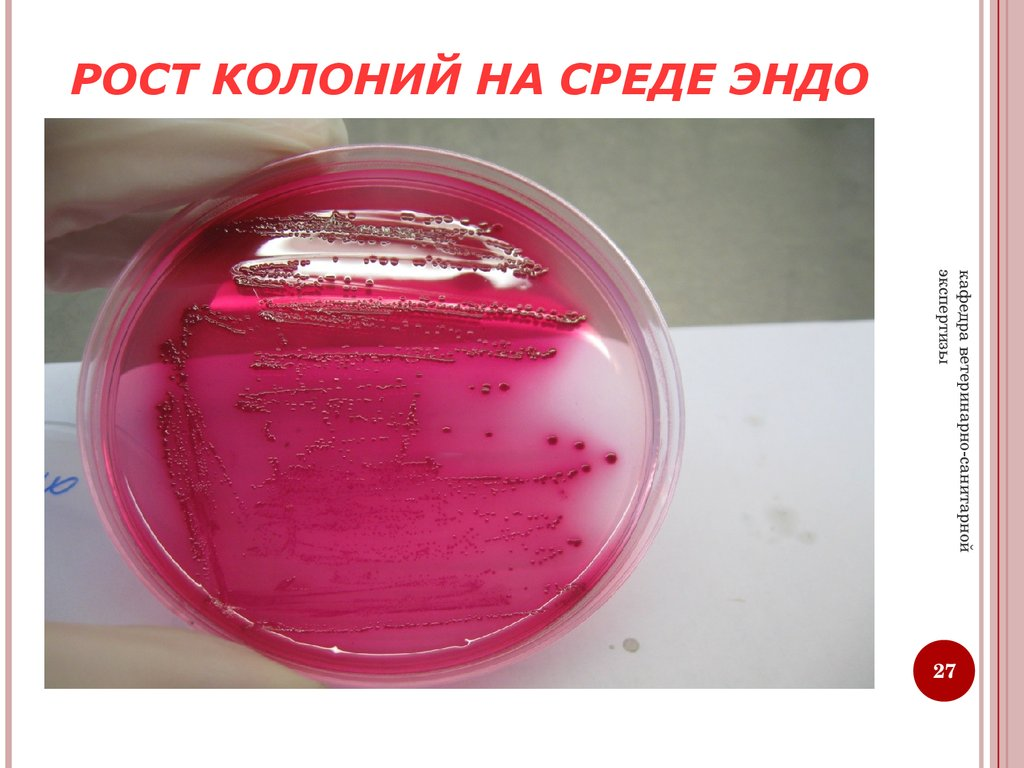 РОСТ КОЛОНИЙ НА СРЕДЕ ЭНДО
кафедра ветеринарно-санитарной
экспертизы
27